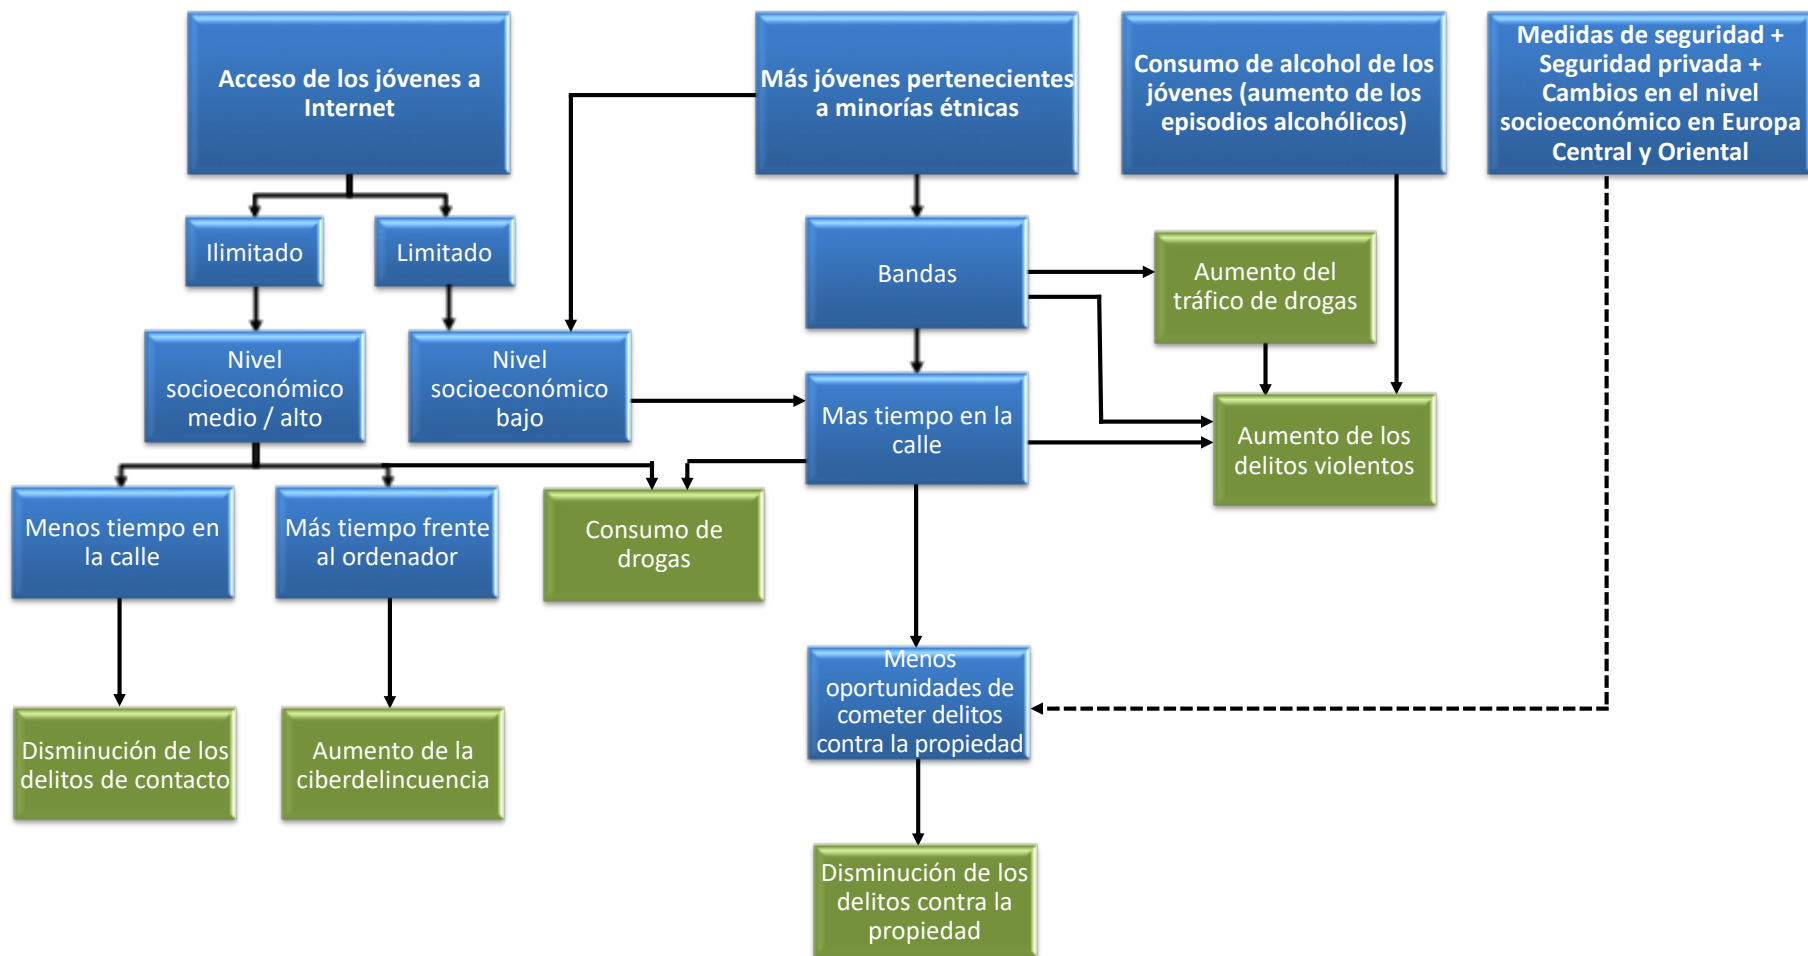 Acceso de los jóvenes a
Internet
Más jóvenes pertenecientes
a minorías étnicas
Consumo de alcohol de los
jóvenes (aumento de los
episodios alcohólicos)
Medidas de seguridad +
Seguridad privada +
Cambios en el nivel
socioeconómico en Europa
Central y Oriental
Ilimitado
Limitado
Bandas
Aumento del
tráfico de drogas
Nivel
socioeconómico
medio / alto
Nivel
socioeconómico
bajo
Mas tiempo en la
calle
Aumento de los
delitos violentos
Menos tiempo en
la calle
Más tiempo frente
al ordenador
Consumo de
drogas
Menos
oportunidades de
cometer delitos
contra la propiedad
Disminución de los
delitos de contacto
Aumento de la
ciberdelincuencia
Disminución de los
delitos contra la
propiedad